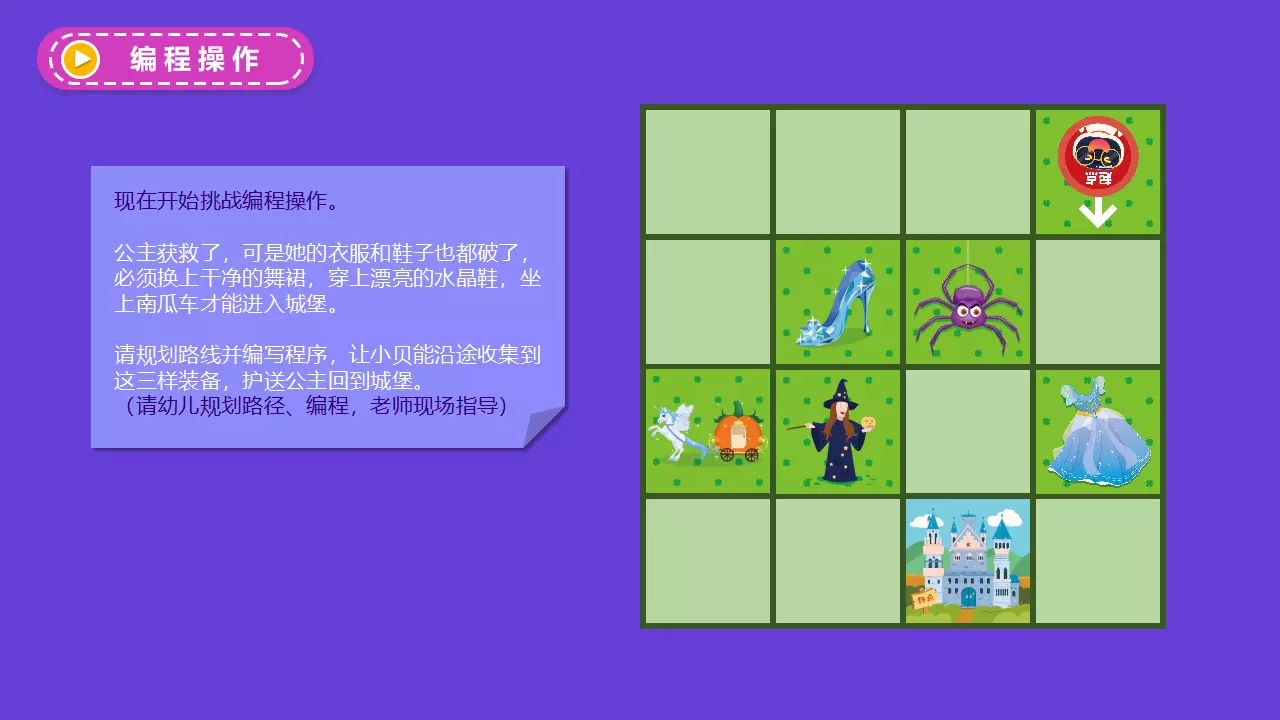 编程操作
现在开始挑战编程操作。
公主获救了，可是她的衣服和鞋子也都破了，
必须换上干净的舞裙，穿上漂亮的水晶鞋，坐
上南瓜车才能进入城堡。
请规划路线并编写程序，让小贝能沿途收集到
这三样装备，护送公主回到城堡。
（请幼儿规划路径、编程，老师现场指导）
起点
终点